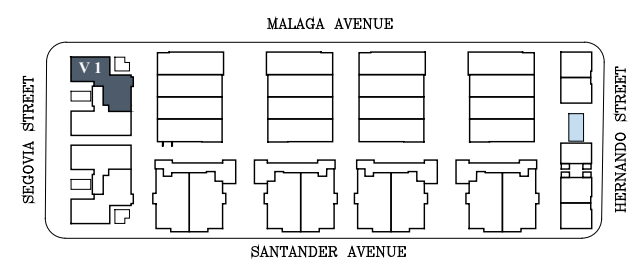 MALAGA AVENUE
V 1
SEGOVIA STREET
HERNANDO STREET
SANTANDER AVENUE